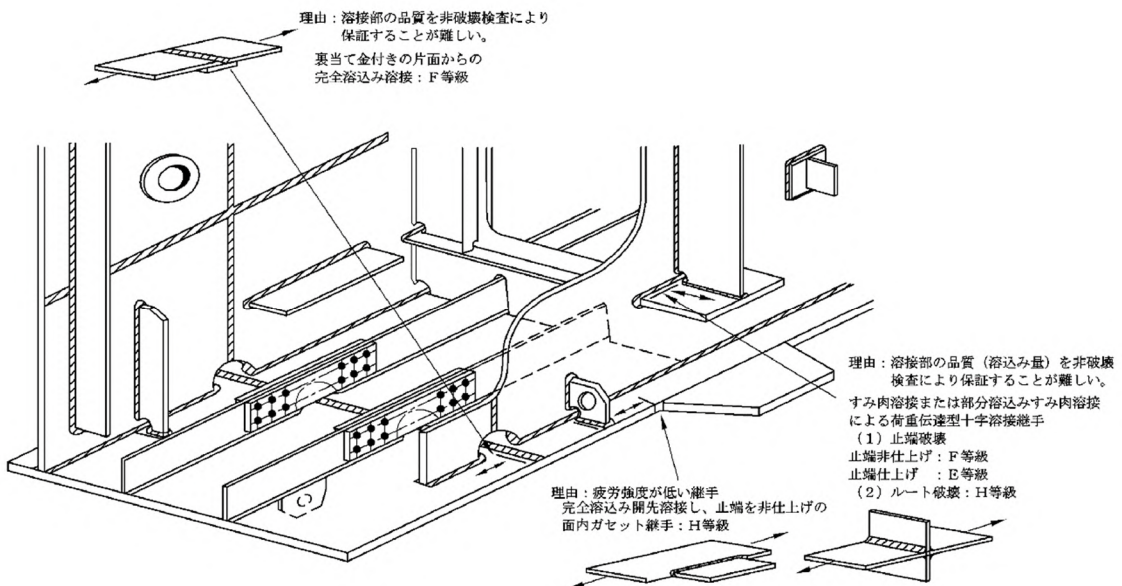 理由：溶接部の品質を非破壊検査により
保証することが難しい。
裏当て金付きの片面からの
完全溶込み溶接：F等級
理由：溶接部の品質（溶込み量）を非破壊
検査により保証することが難しい。
すみ肉溶接または部分溶込みすみ肉溶接
による荷重伝達型十字溶接継手
（1）止端破壊
止端非仕上げ：F等級
止端仕上げ　：E等級
（2）ルート破壊：H等級
理由：疲労強度が低い継手
完全溶込み開先溶接し、止端を非仕上げの
面内ガセット継手：H等級